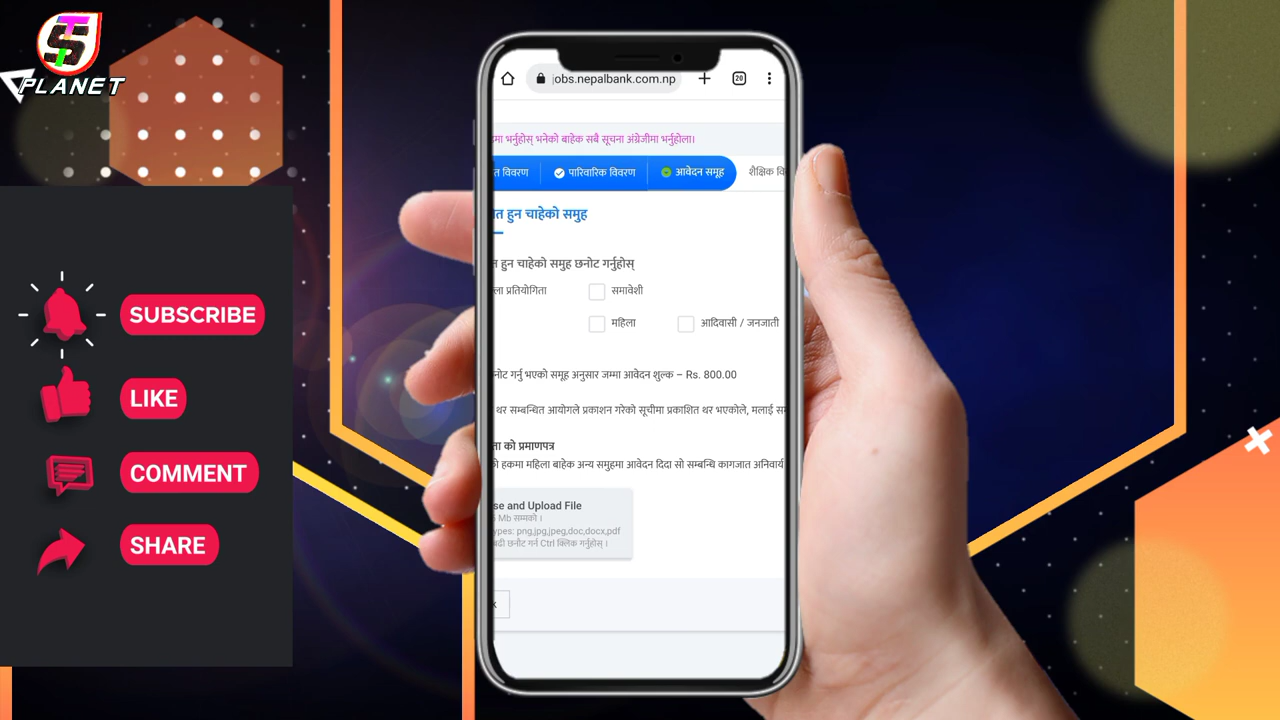 TS
PLANET
SUBSCRIBE
LIKE
COMMENT
SHARE
jobs.nepalbank.com.np
20
भर्नुहोस् भनेको बाहेक सबै सूचना अंग्रेजीमा भर्नुहोला।
विवरण
पारिवारिक विवरण
आवेदन समूह
शैक्षिक
हुन चाहेको समुह
हुन चाहेको समुह छनोट गर्नुहोस्
प्रतियोगिता
समावेशी
महिला
आदिवासी / जनजाती
गर्नु भएको समूह अनुसार जम्मा आवेदन शुल्क – Rs. 800.00
थर सम्बन्धित आयोगले प्रकाशन गरेको सूचीमा प्रकाशित थर भएकोले, मलाई
को प्रमाणपत्र
हकमा महिला बाहेक अन्य समुहमा आवेदन दिदा सो सम्बन्धि कागजात अनिवार्य
and Upload File
Mb सम्मको ।
png,jpg,jpeg,doc,docx,pdf
छनौट गर्न Ctrl क्लिक गर्नुहोस् ।